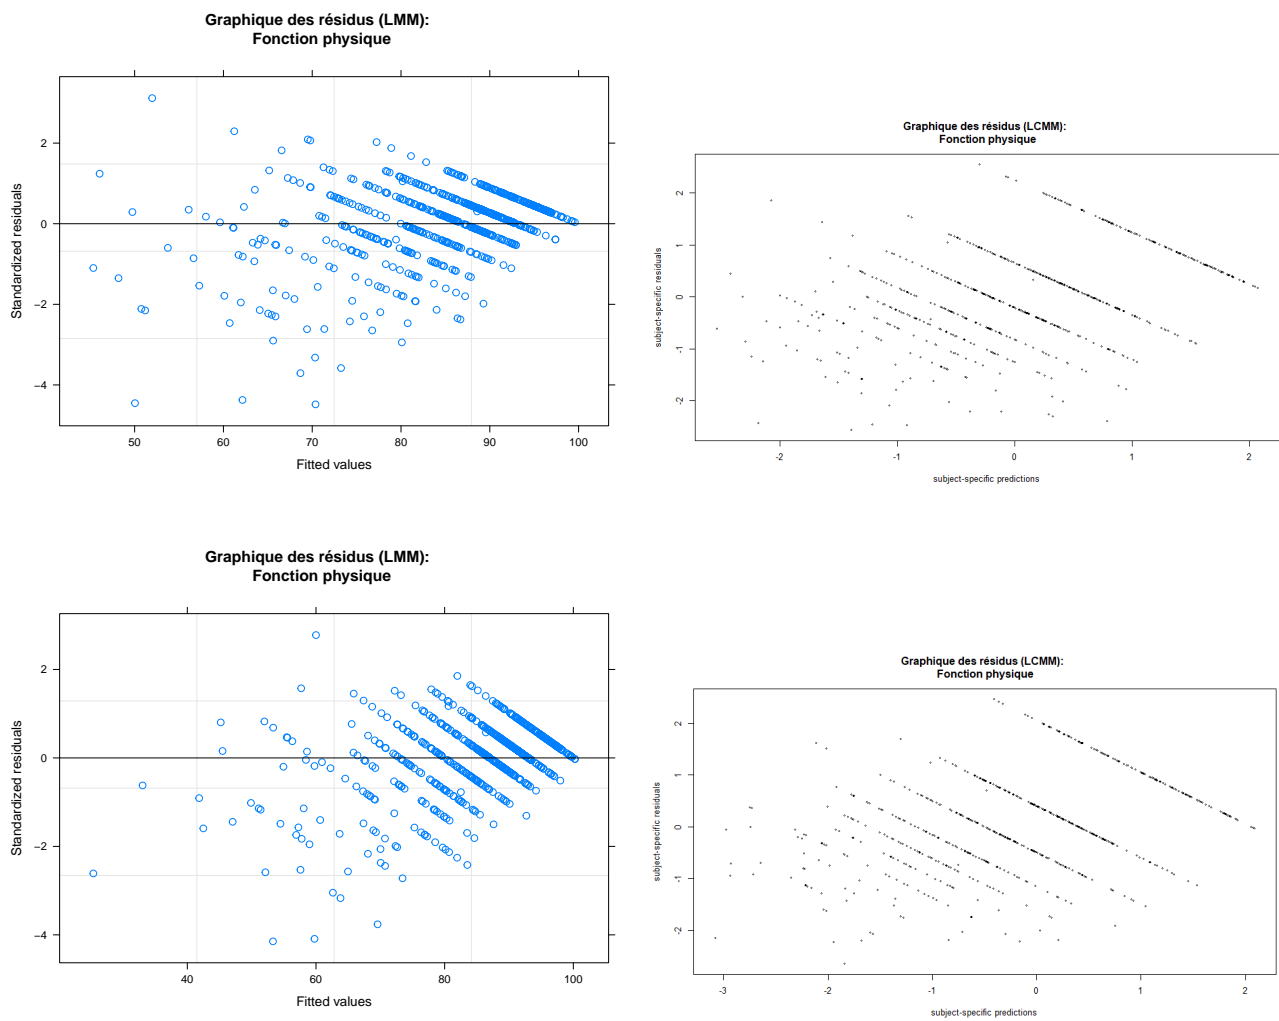 Graphique des résidus (LMM):
Fonction physique
2
0
−2
−4
Standardized residuals
50 60 70 80 90 100
Fitted values
Graphique des résidus (LCMM):
Fonction physique
2
1
0
-1
-2
subject-specific residuals
-2 -1 0 1 2
subject-specific predictions
Graphique des résidus (LMM):
Fonction physique
2
0
−2
−4
Standardized residuals
40 60 80 100
Fitted values
Graphique des résidus (LCMM):
Fonction physique
2
1
0
-1
-2
subject-specific residuals
-3 -2 -1 0 1 2
subject-specific predictions